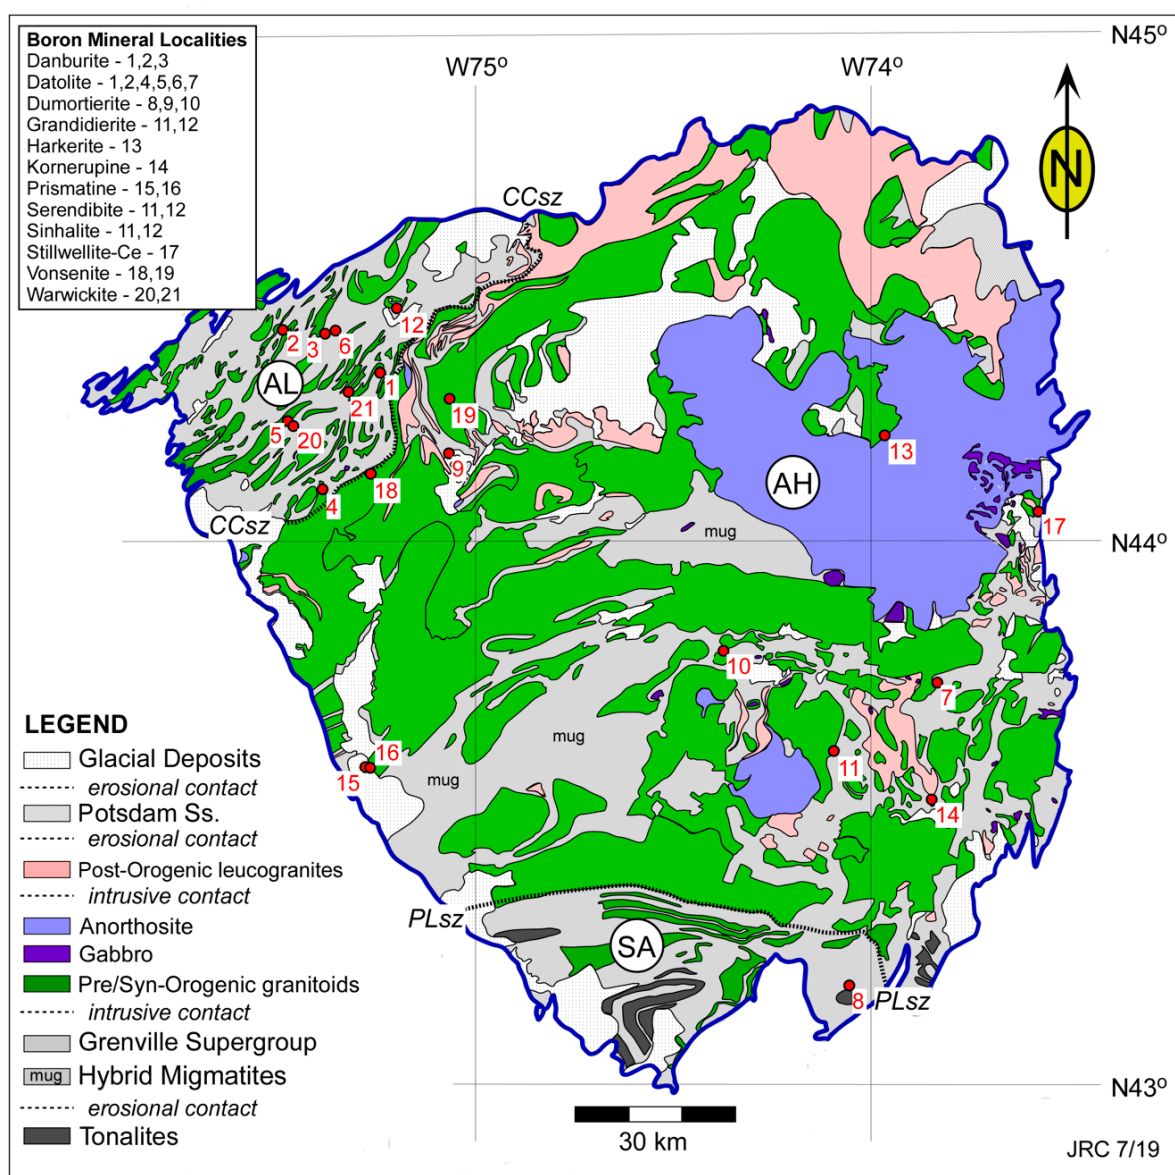 Boron Mineral Localities
Danburite - 1,2,3
Datolite - 1,2,4,5,6,7
Dumortierite - 8,9,10
Grandidierite - 11,12
Harkerite - 13
Kornerupine - 14
Prismatine - 15,16
Serendibite - 11,12
Sinhalite - 11,12
Stillwellite-Ce - 17
Vonsenite - 18,19
Warwickite - 20,21
N45º
W75º
W74º
N
CCsz
12
2
3
6
AL
1
21
19
5
20
13
9
18
AH
4
17
CCsz
mug
N44º
10
7
mug
11
16
15
mug
14
PLsz
SA
8
PLsz
N43º
LEGEND
Glacial Deposits
erosional contact
Potsdam Ss.
erosional contact
Post-Orogenic leucogranites
intrusive contact
Anorthosite
Gabbro
Pre/Syn-Orogenic granitoids
intrusive contact
Grenville Supergroup
mug Hybrid Migmatites
erosional contact
Tonalites
30 km
JRC 7/19